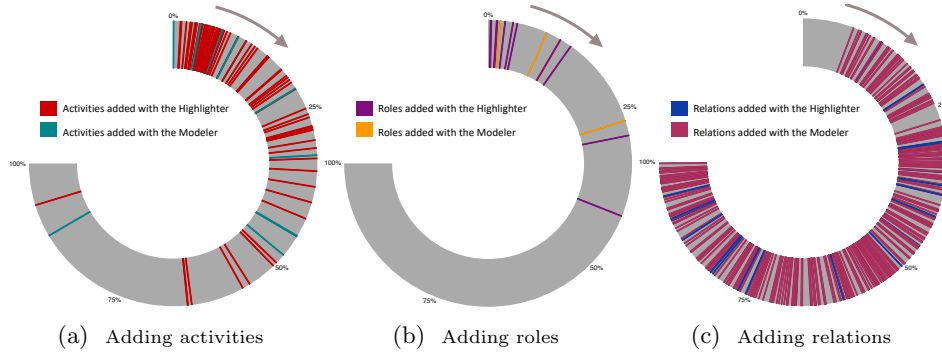 0%
25%
50%
75%
100%
Activities added with the Highlighter
Activities added with the Modeler
(a) Adding activities
0%
25%
50%
75%
100%
Roles added with the Highlighter
Roles added with the Modeler
(b) Adding roles
0%
2
50%
75%
100%
Relations added with the Highlighter
Relations added with the Modeler
(c) Adding relations